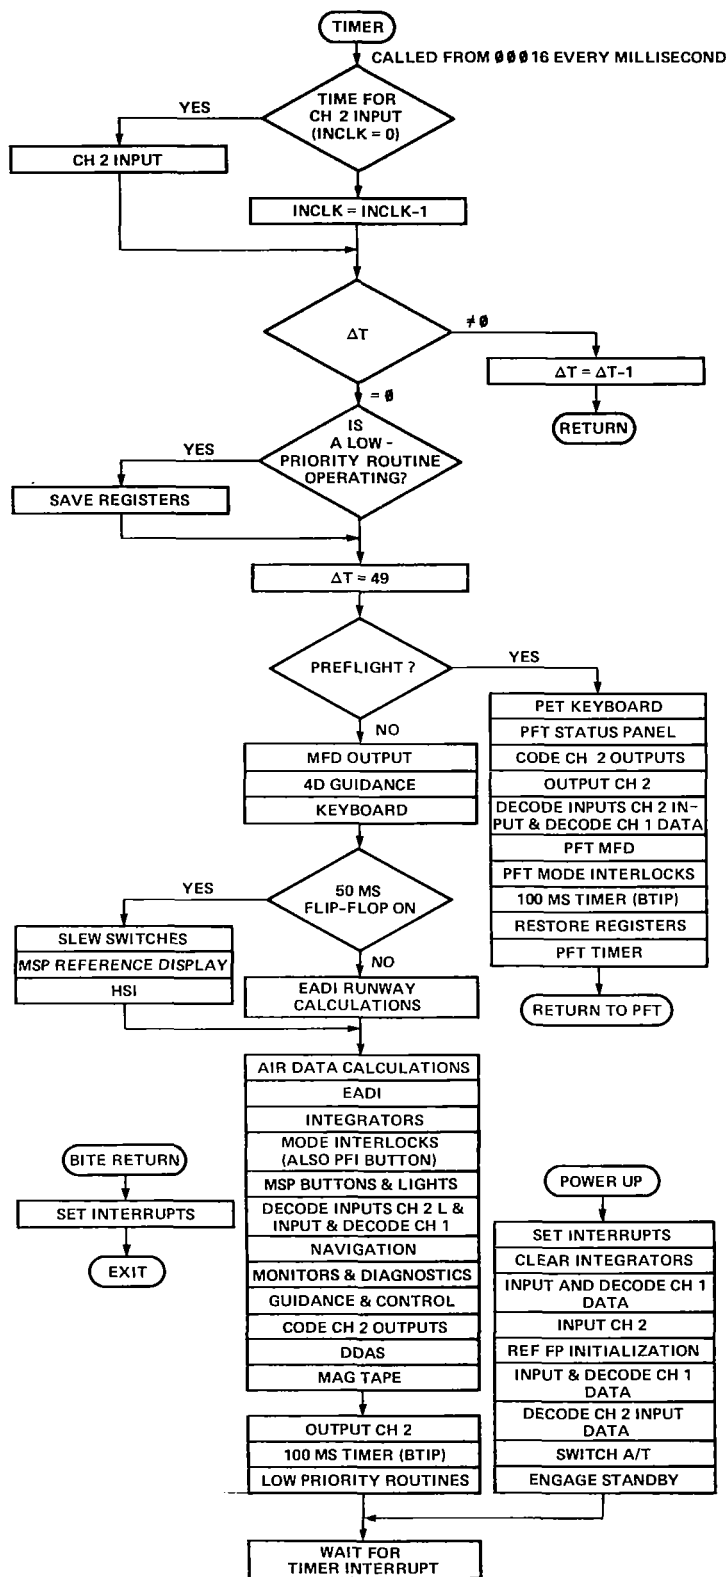 TIMER
CALLED FROM 00016 EVERY MILLISECOND
TIME FOR
CH 2 INPUT
(INCLK = 0)
YES
CH 2 INPUT
INCLK = INCLK-1
ΔT
≠0
ΔT = ΔT-1
RETURN
= 0
IS
A LOW -
PRIORITY ROUTINE
OPERATING?
YES
SAVE REGISTERS
ΔT = 49
PREFLIGHT ?
YES
NO
PET KEYBOARD
PFT STATUS PANEL
CODE CH 2 OUTPUTS
OUTPUT CH 2
DECODE INPUTS CH 2 IN-
PUT & DECODE CH 1 DATA
PFT MFD
PFT MODE INTERLOCKS
100 MS TIMER (BTIP)
RESTORE REGISTERS
PFT TIMER
RETURN TO PFT
MFD OUTPUT
4D GUIDANCE
KEYBOARD
50 MS
FLIP-FLOP ON
YES
NO
SLEW SWITCHES
MSP REFERENCE DISPLAY
HSI
EADI RUNWAY
CALCULATIONS
AIR DATA CALCULATIONS
EADI
INTEGRATORS
MODE INTERLOCKS
(ALSO PFI BUTTON)
MSP BUTTONS & LIGHTS
DECODE INPUTS CH 2 L &
INPUT & DECODE CH 1
NAVIGATION
MONITORS & DIAGNOSTICS
GUIDANCE & CONTROL
CODE CH 2 OUTPUTS
DDAS
MAG TAPE
OUTPUT CH 2
100 MS TIMER (BTIP)
LOW PRIORITY ROUTINES
BITE RETURN
SET INTERRUPTS
EXIT
POWER UP
SET INTERRUPTS
CLEAR INTEGRATORS
INPUT AND DECODE CH 1
DATA
INPUT CH 2
REF FP INITIALIZATION
INPUT & DECODE CH 1
DATA
DECODE CH 2 INPUT
DATA
SWITCH A/T
ENGAGE STANDBY
WAIT FOR
TIMER INTERRUPT